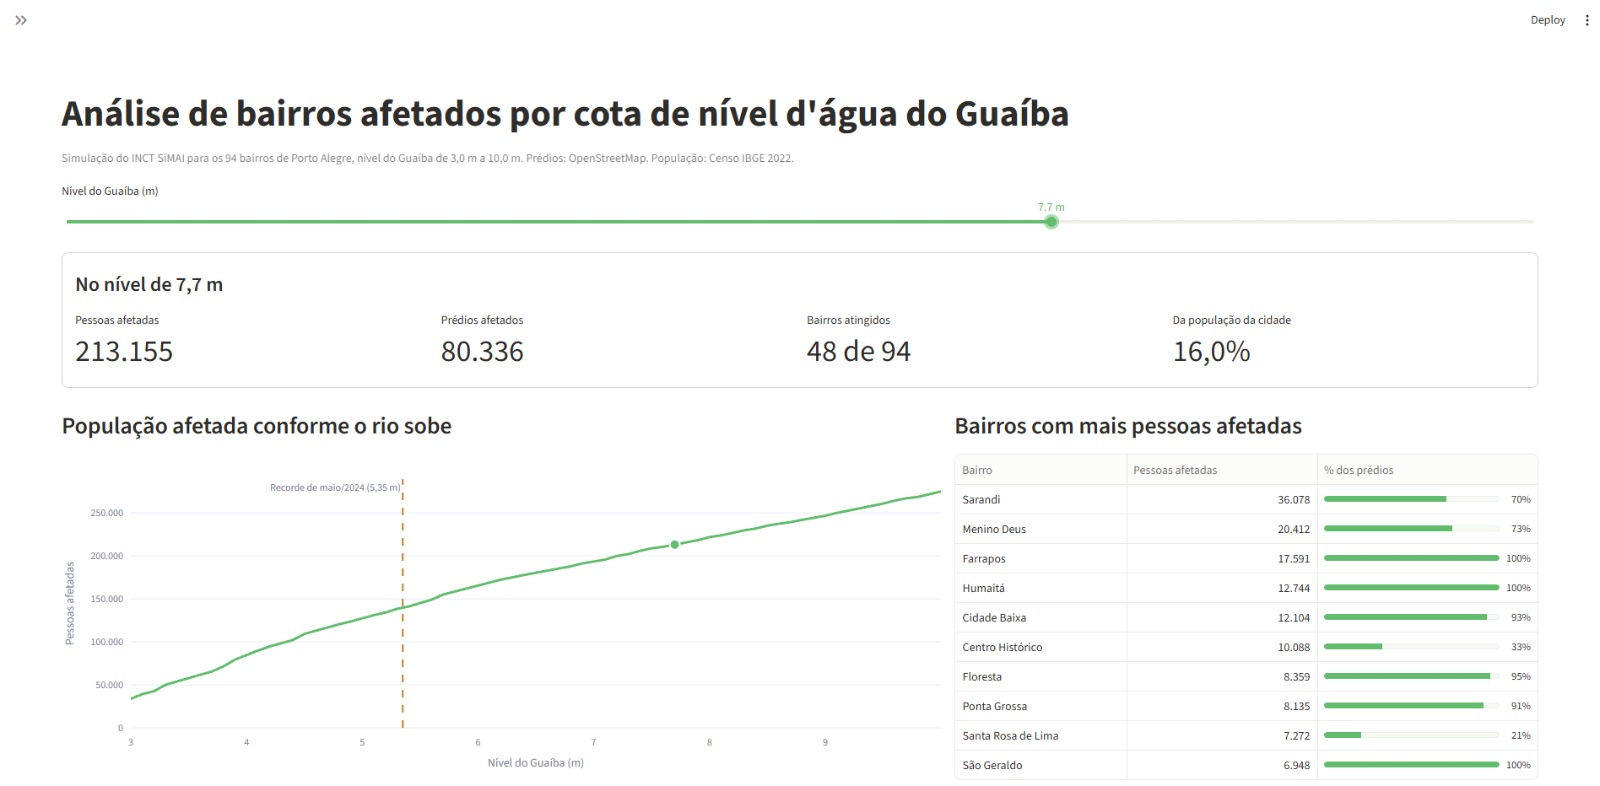 Deploy
Análise de bairros afetados por cota de nível d'água do Guaíba
Simulação do INCT SiMAI para os 94 bairros de Porto Alegre, nível do Guaíba de 3,0 m a 10,0 m. Prédios: OpenStreetMap. População: Censo IBGE 2022.
Nível do Guaíba (m)
7.7 m
No nível de 7,7 m
Pessoas afetadas
213.155
Prédios afetados
80.336
Bairros atingidos
48 de 94
Da população da cidade
16,0%
População afetada conforme o rio sobe
Recorde de maio/2024 (5,35 m)
Pessoas afetadas
250.000
200.000
150.000
100.000
50.000
0
3 4 5 6 7 8 9
Nível do Guaíba (m)
Bairros com mais pessoas afetadas
Bairro Pessoas afetadas % dos prédios
Sarandi 36.078 70%
Menino Deus 20.412 73%
Farrapos 17.591 100%
Humaitá 12.744 100%
Cidade Baixa 12.104 93%
Centro Histórico 10.088 33%
Floresta 8.359 95%
Ponta Grossa 8.135 91%
Santa Rosa de Lima 7.272 21%
São Geraldo 6.948 100%